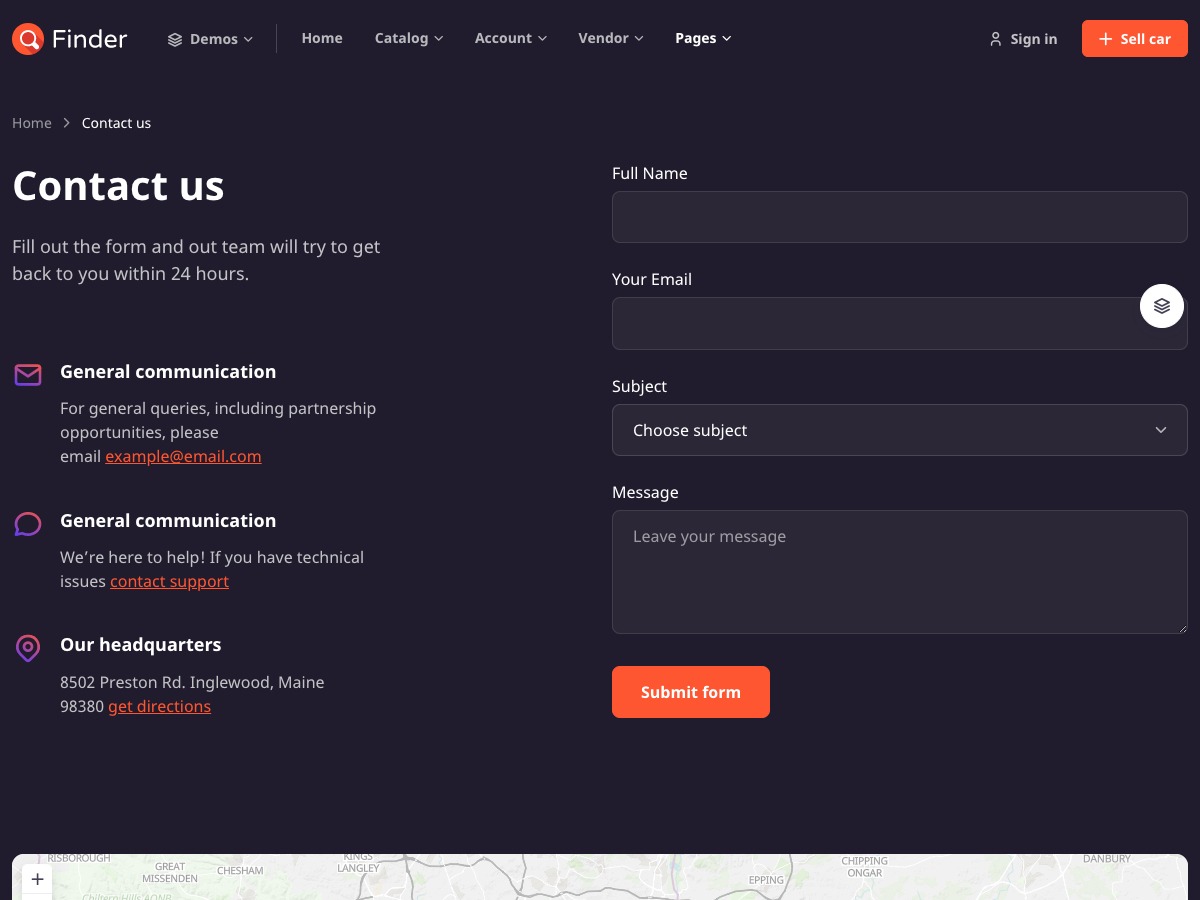 Finder
Demos
Home
Catalog
Account
Vendor
Pages
Sign in
Sell car
Home
Contact us
Contact us
Fill out the form and out team will try to get
back to you within 24 hours.
General communication
For general queries, including partnership
opportunities, please
email example@email.com
General communication
We’re here to help! If you have technical
issues contact support
Our headquarters
8502 Preston Rd. Inglewood, Maine
98380 get directions
Full Name
Your Email
Subject
Choose subject
Message
Leave your message
Submit form
+
RISBOROUGH
GREAT
MISSENDEN
CHESHAM
Chiltern Hills AONB
KINGS
LANGLEY
EPPING
CHIPPING
ONGAR
DANBURY